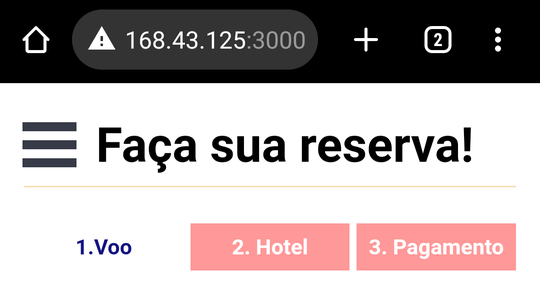 168.43.125:3000
2
Faça sua reserva!
1.Voo
2. Hotel
3. Pagamento